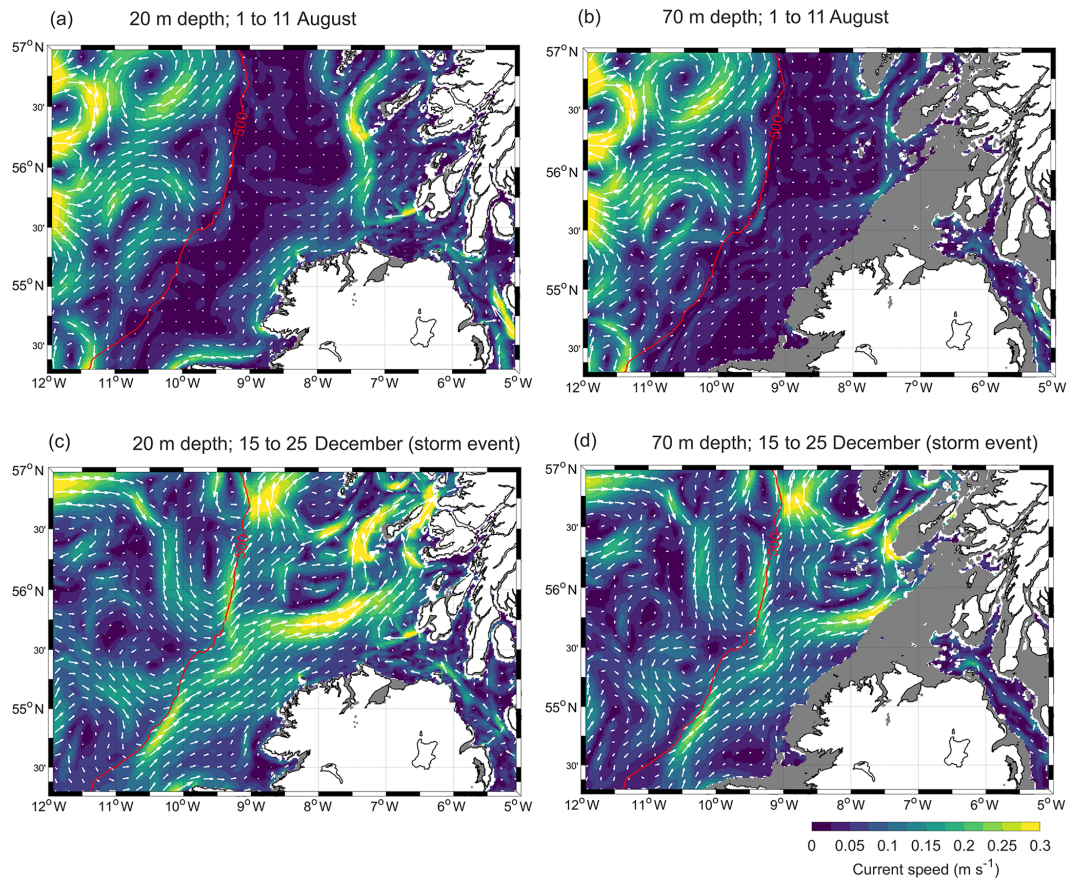 (a) 20 m depth; 1 to 11 August
57° N
30'
56° N
30'
55° N
30'
500
12° W 11° W 10° W 9° W 8° W 7° W 6° W 5° W
(b) 70 m depth; 1 to 11 August
57° N
30'
56° N
30'
55° N
30'
500
12° W 11° W 10° W 9° W 8° W 7° W 6° W 5° W
(c) 20 m depth; 15 to 25 December (storm event)
57° N
30'
56° N
30'
55° N
30'
500
12° W 11° W 10° W 9° W 8° W 7° W 6° W 5° W
(d) 70 m depth; 15 to 25 December (storm event)
57° N
30'
56° N
30'
55° N
30'
500
12° W 11° W 10° W 9° W 8° W 7° W 6° W 5° W
0 0.05 0.1 0.15 0.2 0.25 0.3
Current speed (m s⁻¹)